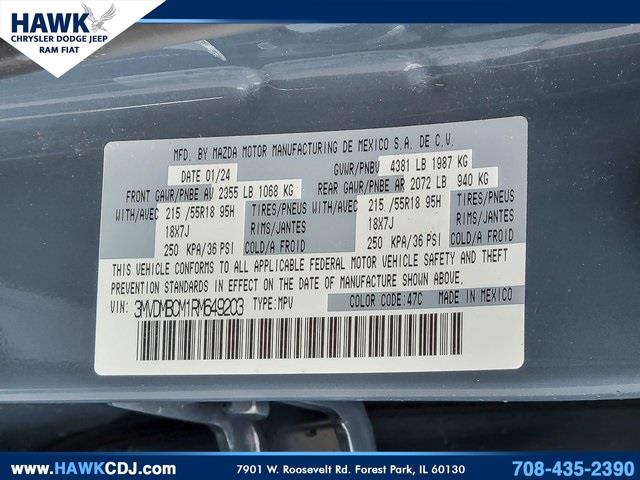 HAWK
CHRYSLER DODGE JEEP
RAM FIAT
MFD. BY MAZDA MOTOR MANUFACTURING DE MEXICO S.A. DE C.V.
DATE 01/24 GVWR/PNBV 4381 LB 1987 KG
FRONT GAWR/PNBE AV 2355 LB 1068 KG REAR GAWR/PNBE AR 2072 LB 940 KG
WITH/AVEC 215 /55R18 95H TIRES/PNEUS WITH/AVEC 215 /55R18 95H TIRES/PNEUS
18X7J RIMS/JANTES 18X7J RIMS/JANTES
250 KPA/36 PSI COLD/A FROID 250 KPA/36 PSI COLD/A FROID
THIS VEHICLE CONFORMS TO ALL APPLICABLE FEDERAL MOTOR VEHICLE SAFETY AND THEFT
PREVENTION STANDARDS IN EFFECT ON THE DATE OF MANUFACTURE SHOWN ABOVE.
VIN: 3MVDMBCM1RM649203 TYPE:MPV COLOR CODE:47C MADE IN MEXICO
www.HAWKCDJ.com 7901 W. Roosevelt Rd. Forest Park, IL 60130 708-435-2390